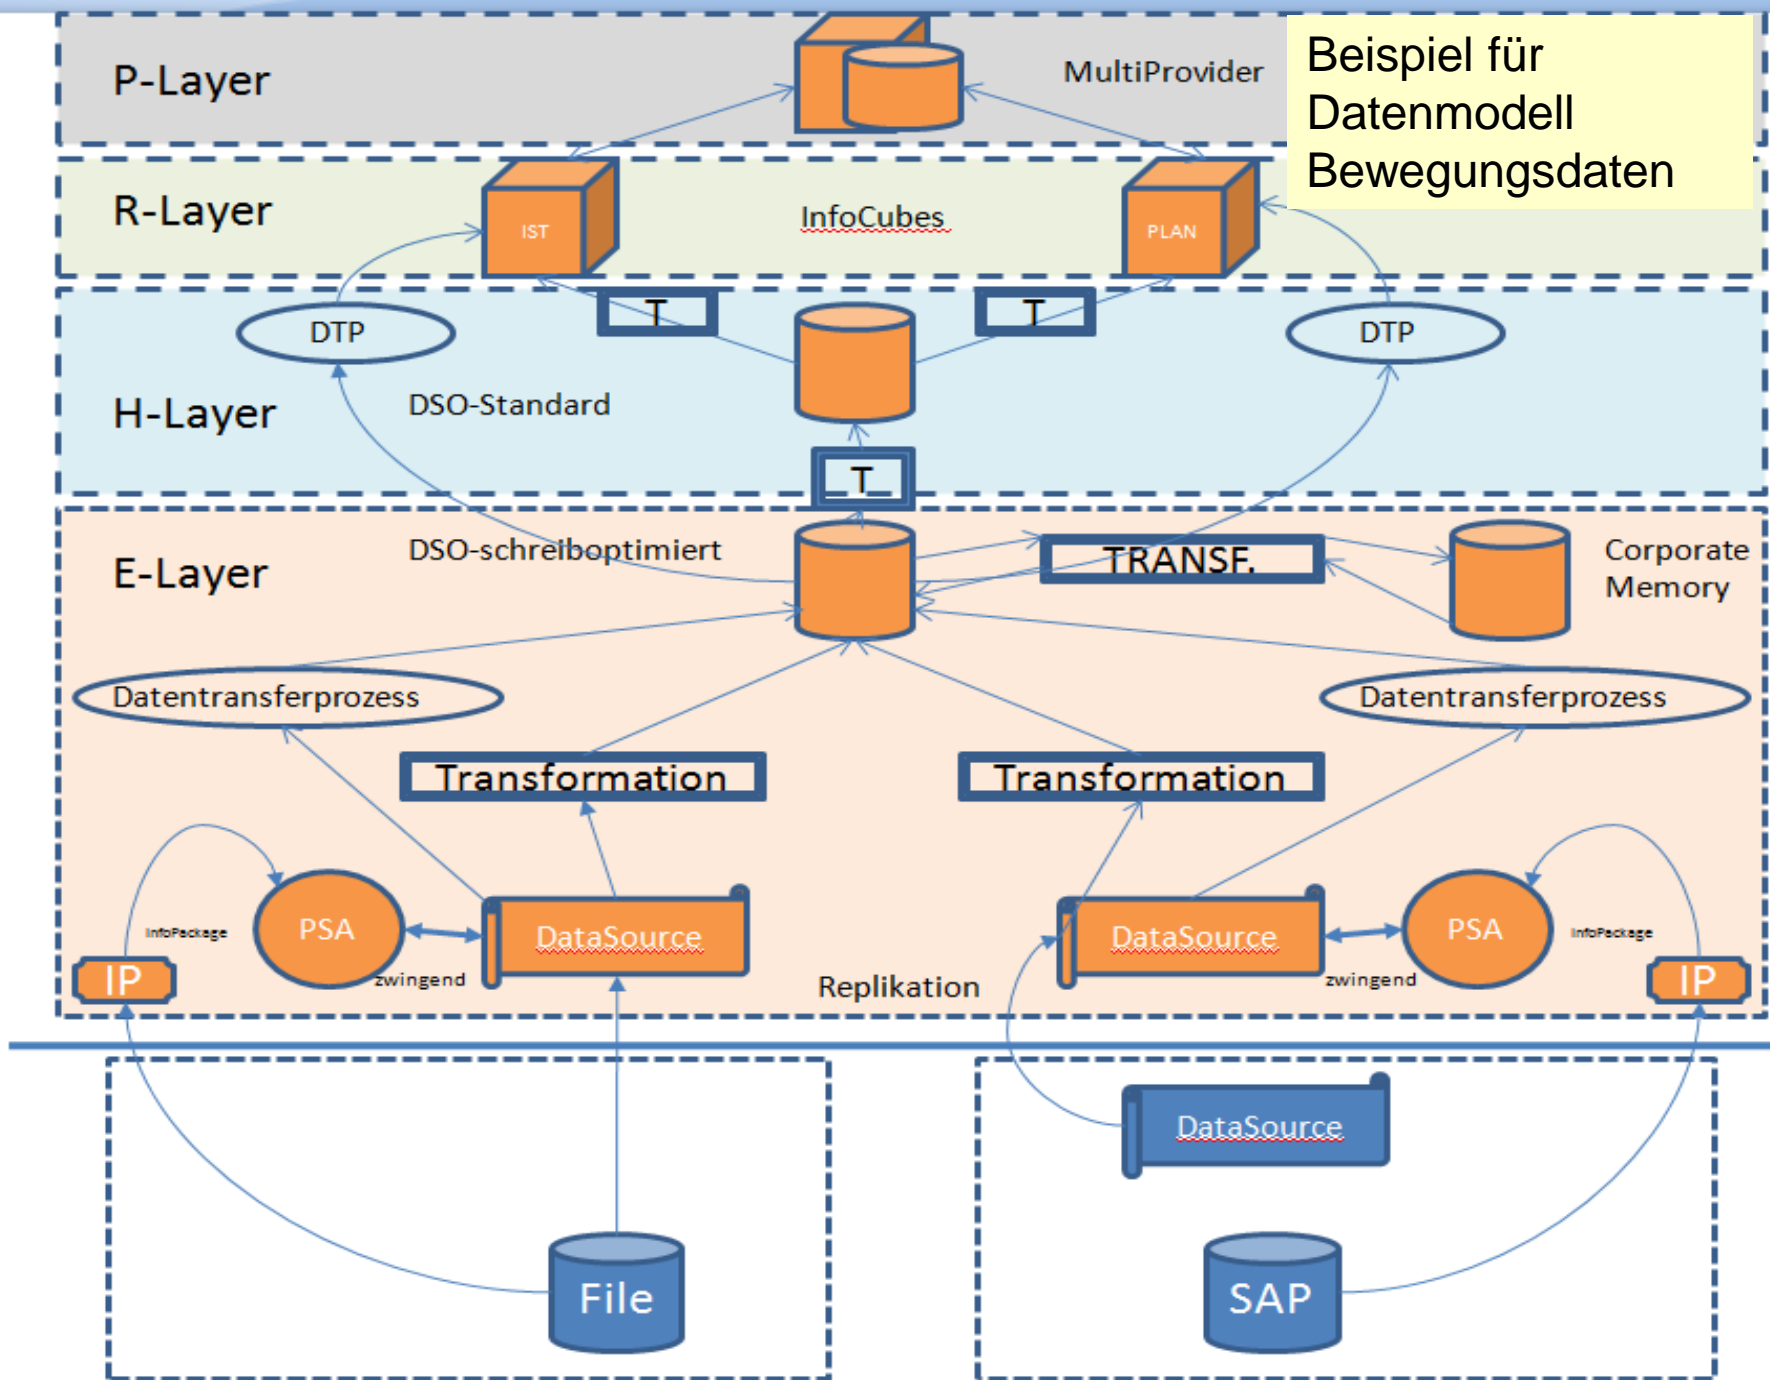 Beispiel für
Datenmodell
Bewegungsdaten
P-Layer
MultiProvider
R-Layer
IST
InfoCubes
PLAN
T
T
DTP
DTP
H-Layer
DSO-Standard
T
E-Layer
DSO-schreiboptimiert
TRANSF.
Corporate
Memory
Datentransferprozess
Datentransferprozess
Transformation
Transformation
InfoPackage
PSA
DataSource
DataSource
PSA
InfoPackage
IP
zwingend
Replikation
zwingend
IP
DataSource
File
SAP